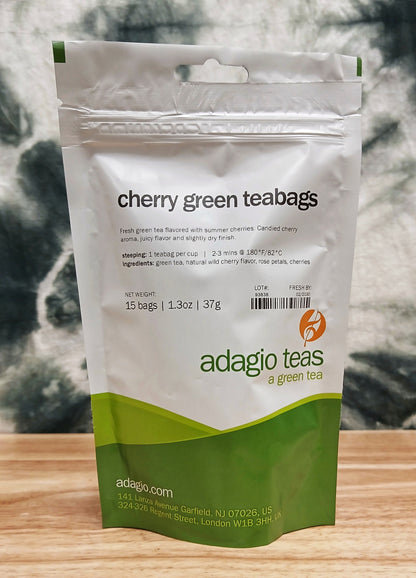 cherry green teabags
Fresh green tea flavored with summer cherries. Candied cherry
aroma, juicy flavor and slightly dry finish.
steeping: 1 teabag per cup | 2-3 mins @ 180°F/82°C
ingredients: green tea, natural wild cherry flavor, rose petals, cherries
NET WEIGHT:
15 bags | 1.3oz | 37g
LOT#: FRESH BY:
adagio teas
a green tea
adagio.com
141 Lanza Avenue Garfield, NJ 07026, US
324-326 Regent Street, London W1B 3HH, UK